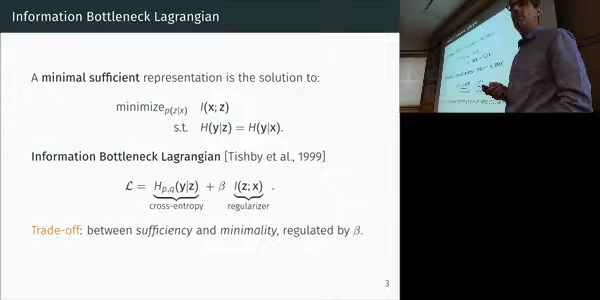 Information Bottleneck Lagrangian
A minimal sufficient representation is the solution to:
minimize_{p(z|x)} I(x; z)
s.t. H(y|z) = H(y|x).
Information Bottleneck Lagrangian [Tishby et al., 1999]
ℒ = H_{p,q}(y|z) + β I(z; x) .
cross-entropy regularizer
Trade-off: between sufficiency and minimality, regulated by β.
3